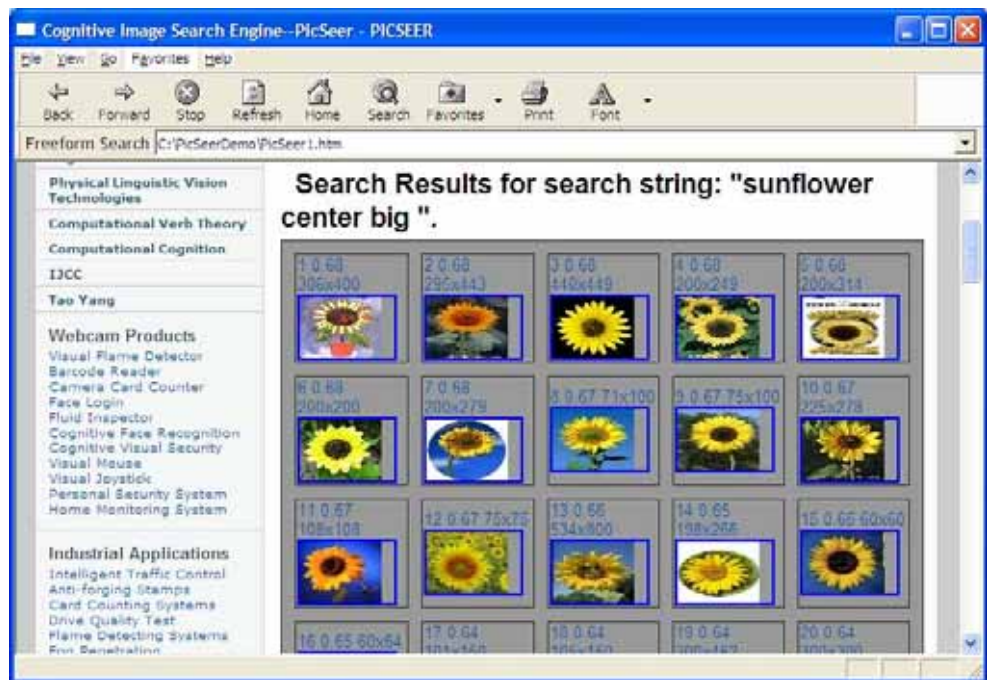 Cognitive Image Search Engine--PicSeer - PICSEER
File View Go Favorites Help
Back Forward Stop Refresh Home Search Favorites Print Font
Freeform Search C:\PicSeerDemo\PicSeer1.htm
Physical Linguistic Vision
Technologies
Computational Verb Theory
Computational Cognition
IJCC
Tao Yang
Webcam Products
Visual Flame Detector
Barcode Reader
Camera Card Counter
Face Login
Fluid Inspector
Cognitive Face Recognition
Cognitive Visual Security
Visual Mouse
Visual Joystick
Personal Security System
Home Monitoring System
Industrial Applications
Intelligent Traffic Control
Anti-forging Stamps
Card Counting Systems
Drive Quality Test
Flame Detecting Systems
Fog Penetration
Search Results for search string: "sunflower
center big ".
1 0.68
306x400
2 0.68
295x443
3 0.68
449x449
4 0.68
200x249
5 0.68
200x314
6 0.68
200x200
7 0.68
200x279
8 0.67 71x100
9 0.67 75x100
10 0.67
225x278
11 0.67
108x108
12 0.67 75x75
13 0.66
534x800
14 0.65
198x266
15 0.65 60x60
16 0.65 60x64
17 0.64
18 0.64
19 0.64
20 0.64
300x300